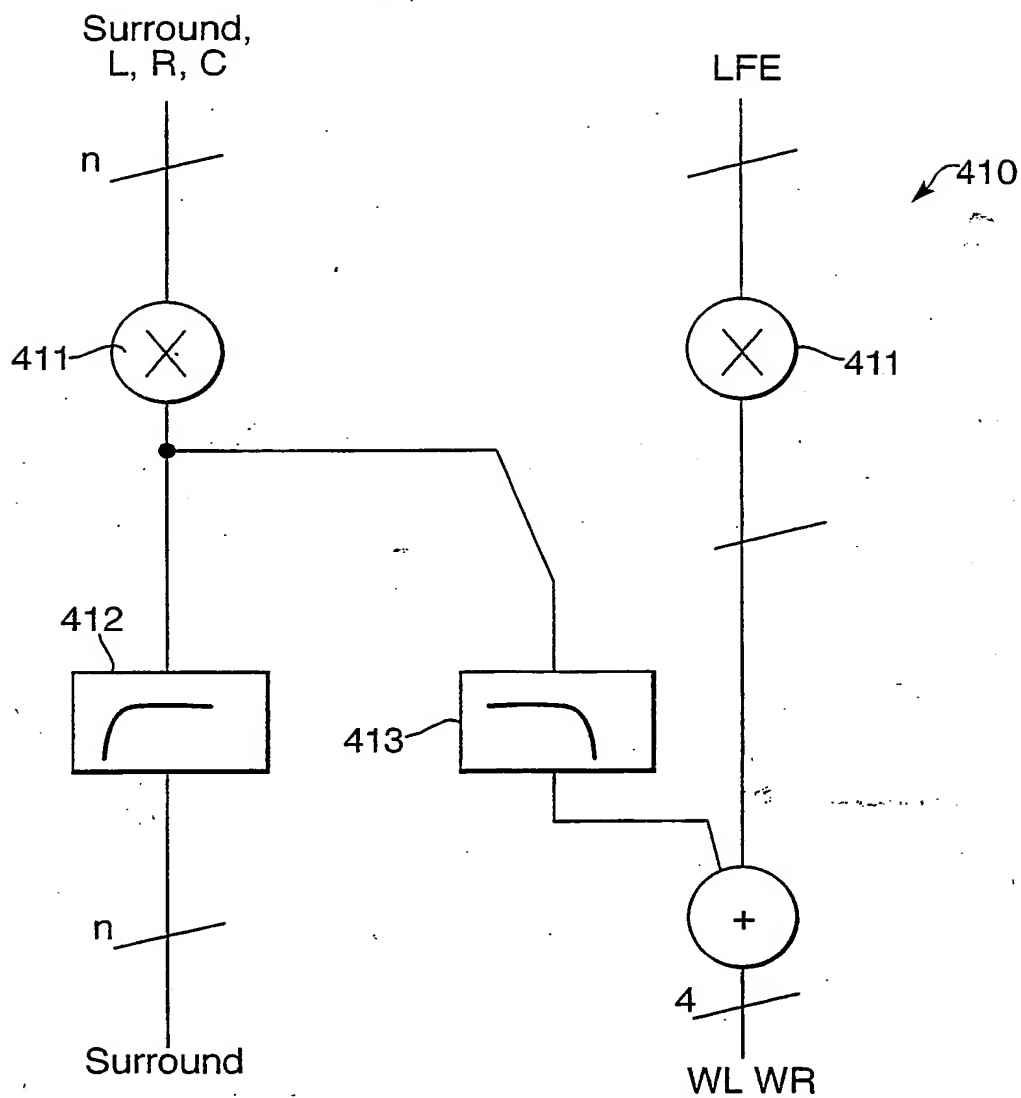 Surround,
L, R, C
LFE
n
410
411
411
412
413
n
+
4
Surround
WL WR